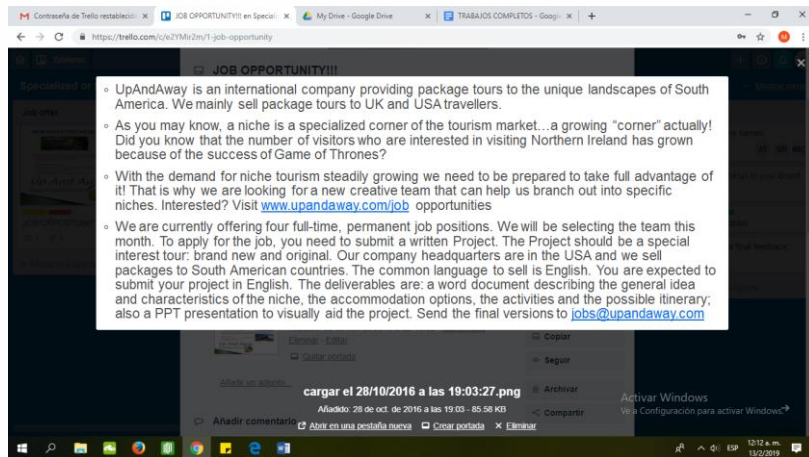 Contraseña de Trello restablecid
JOB OPPORTUNITY!!! en Speciali
My Drive - Google Drive
TRABAJOS COMPLETOS - Googl
https://trello.com/c/e2YMir2m/1-job-opportunity
JOB OPPORTUNITY!!!
UpAndAway is an international company providing package tours to the unique landscapes of South
America. We mainly sell package tours to UK and USA travellers.
As you may know, a niche is a specialized corner of the tourism market…a growing “corner” actually!
Did you know that the number of visitors who are interested in visiting Northern Ireland has grown
because of the success of Game of Thrones?
With the demand for niche tourism steadily growing we need to be prepared to take full advantage of
it! That is why we are looking for a new creative team that can help us branch out into specific
niches. Interested? Visit www.upandaway.com/job opportunities
We are currently offering four full-time, permanent job positions. We will be selecting the team this
month. To apply for the job, you need to submit a written Project. The Project should be a special
interest tour: brand new and original. Our company headquarters are in the USA and we sell
packages to South American countries. The common language to sell is English. You are expected to
submit your project in English. The deliverables are: a word document describing the general idea
and characteristics of the niche, the accommodation options, the activities and the possible itinerary;
also a PPT presentation to visually aid the project. Send the final versions to jobs@upandaway.com
Eliminar - Editar
Quitar portada
Añade un adjunto...
Añadir comentario
Copiar
Seguir
Archivar
Compartir
cargar el 28/10/2016 a las 19:03:27.png
Añadido: 28 de oct. de 2016 a las 19:03 - 85.58 KB
Abrir en una pestaña nueva Crear portada Eliminar
Activar Windows
Ve a Configuración para activar Windows.
ESP
12:12 a. m.
13/2/2019